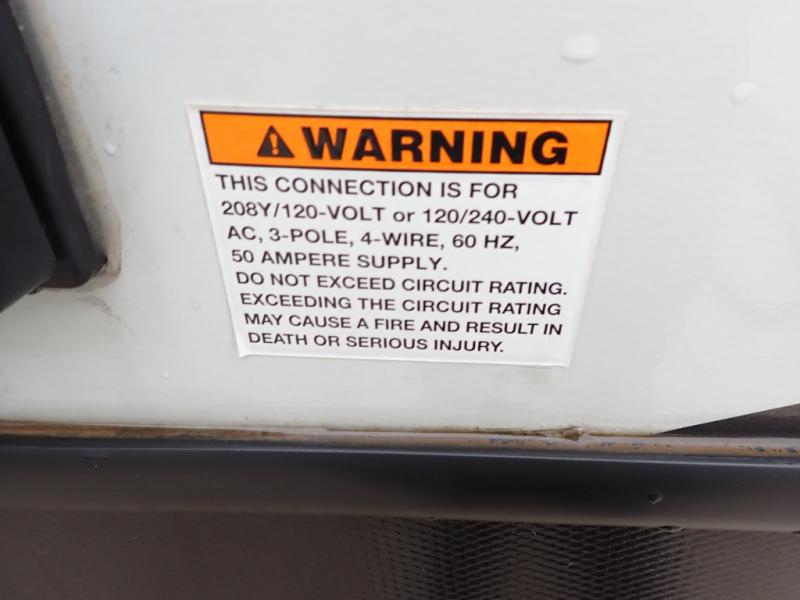 WARNING
THIS CONNECTION IS FOR
208Y/120-VOLT or 120/240-VOLT
AC, 3-POLE, 4-WIRE, 60 HZ,
50 AMPERE SUPPLY.
DO NOT EXCEED CIRCUIT RATING.
EXCEEDING THE CIRCUIT RATING
MAY CAUSE A FIRE AND RESULT IN
DEATH OR SERIOUS INJURY.